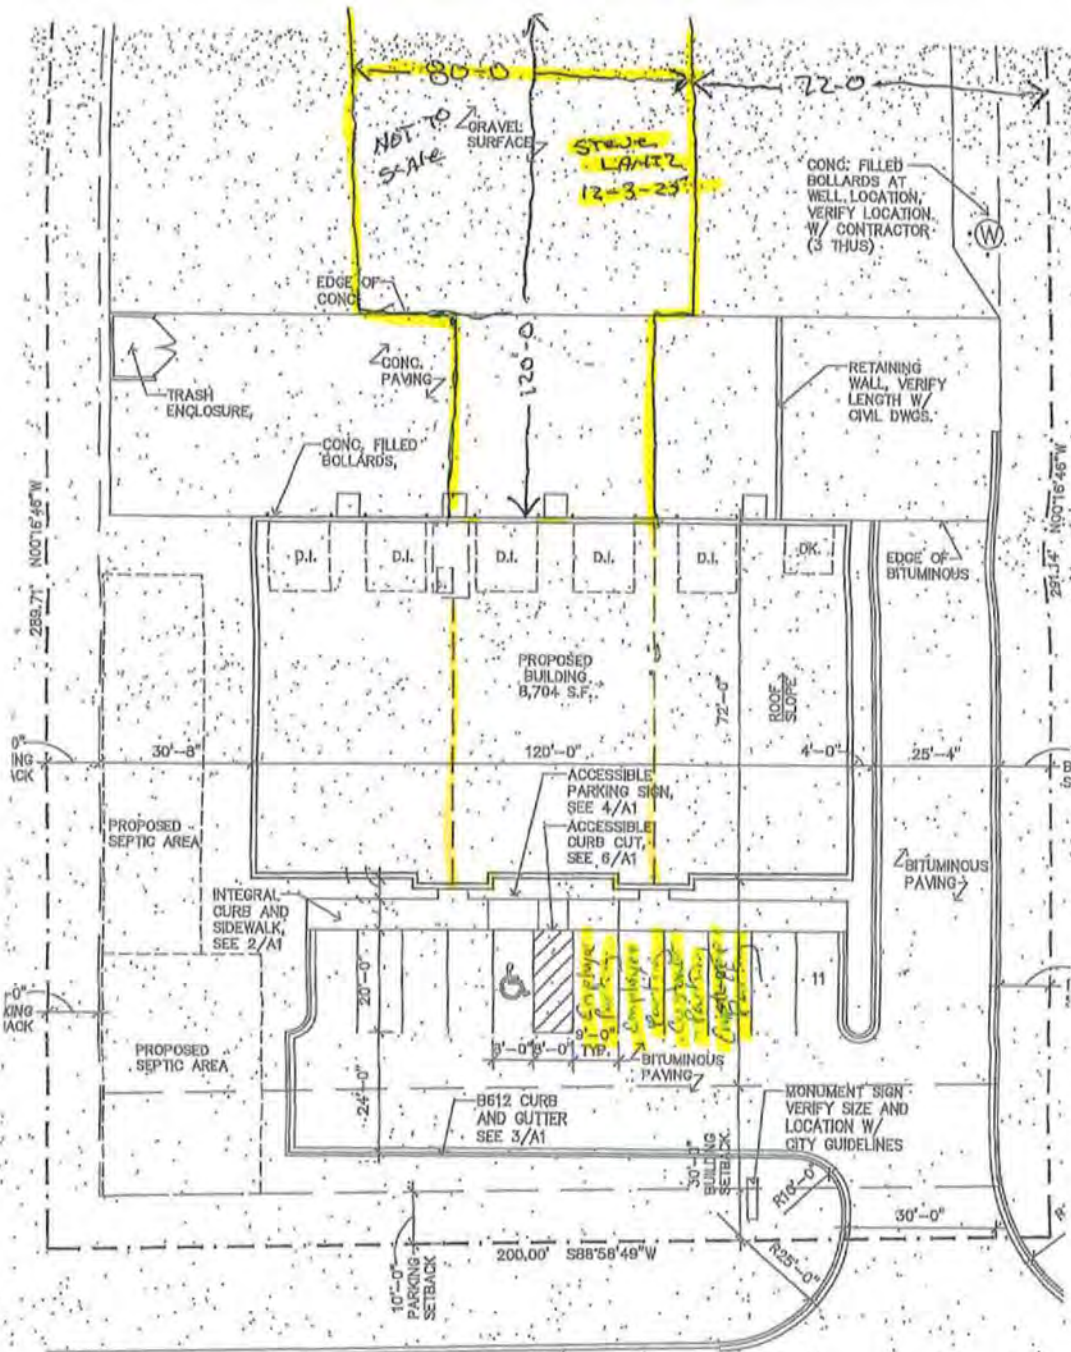 80-0
22-0
NOT TO
SCALE
GRAVEL
SURFACE
Steve
LANTZ
12-3-25
CONC. FILLED
BOLLARDS AT
WELL LOCATION,
VERIFY LOCATION
W/ CONTRACTOR
(3 THUS)
W
EDGE OF
CONC
120'-0
CONC.
PAVING
TRASH
ENCLOSURE,
RETAINING
WALL, VERIFY
LENGTH W/
CIVIL DWGS.
CONC. FILLED
BOLLARDS,
289.71' N00°16'46"W
291.14' N00°16'46"W
D.I.
D.I.
D.I.
D.I.
D.I.
DK.
EDGE OF
BITUMINOUS
PROPOSED
BUILDING
8,704 S.F.
72'-0"
ROOF
SLOPE
30'-8"
120'-0"
4'-0"
25'-4"
ACCESSIBLE
PARKING SIGN,
SEE 4/A1
ACCESSIBLE
CURB CUT,
SEE 6/A1
PROPOSED
SEPTIC AREA
BITUMINOUS
PAVING
INTEGRAL
CURB AND
SIDEWALK,
SEE 2/A1
20'-0"
Employee
Parking
Employee
Parking
Customer
Parking
Parking
11
9'-0"
TYP.
8'-0"
8'-0"
BITUMINOUS
PAVING
PROPOSED
SEPTIC AREA
24'-0"
B612 CURB
AND GUTTER
SEE 3/A1
MONUMENT SIGN
VERIFY SIZE AND
LOCATION W/
CITY GUIDELINES
30'-0"
BUILDING
SETBACK
R10'-0"
30'-0"
10'-0"
PARKING
SETBACK
200.00' S88°58'49"W
R25'-0"